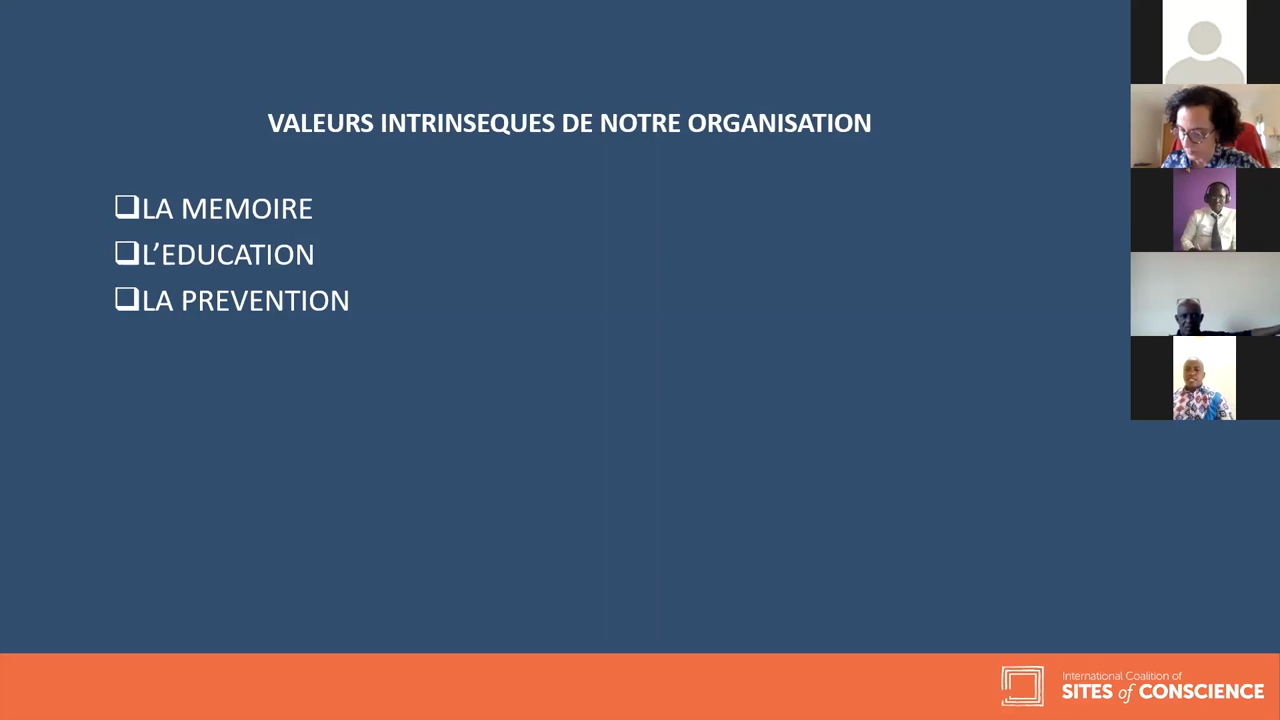 VALEURS INTRINSEQUES DE NOTRE ORGANISATION
LA MEMOIRE
L’EDUCATION
LA PREVENTION
International Coalition of
SITES of CONSCIENCE